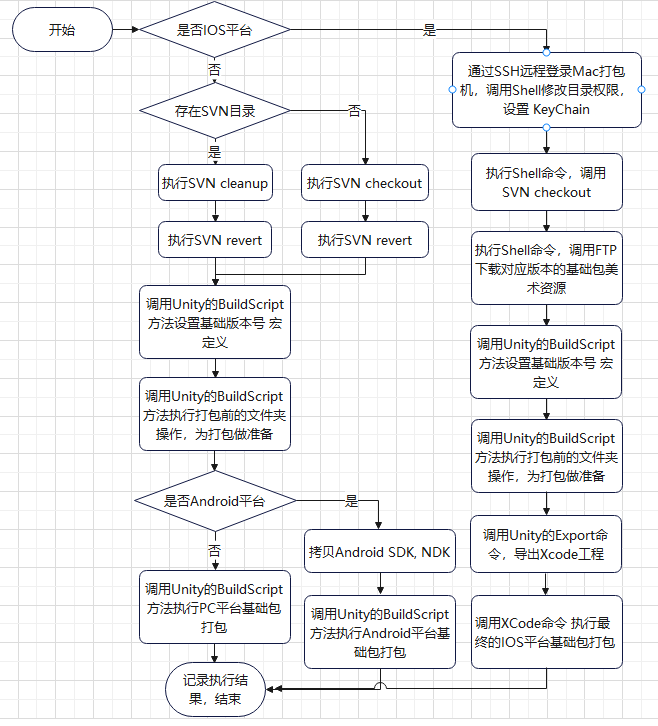 开始
是否IOS平台
是
否
通过SSH远程登录Mac打包
机，调用Shell修改目录权限，
设置 KeyChain
存在SVN目录
否
是
执行Shell命令，调用
SVN checkout
执行SVN cleanup
执行SVN checkout
执行SVN revert
执行SVN revert
执行Shell命令，调用FTP
下载对应版本的基础包美
术资源
调用Unity的BuildScript
方法设置基础版本号 宏
定义
调用Unity的BuildScript
方法设置基础版本号 宏
定义
调用Unity的BuildScript
方法执行打包前的文件夹
操作，为打包做准备
调用Unity的BuildScript
方法执行打包前的文件夹
操作，为打包做准备
是否Android平台
是
否
拷贝Android SDK, NDK
调用Unity的Export命
令，导出Xcode工程
调用Unity的BuildScript
方法执行PC平台基础包
打包
调用Unity的BuildScript
方法执行Android平台基
础包打包
调用XCode命令 执行最
终的IOS平台基础包打包
记录执行结
果，结束